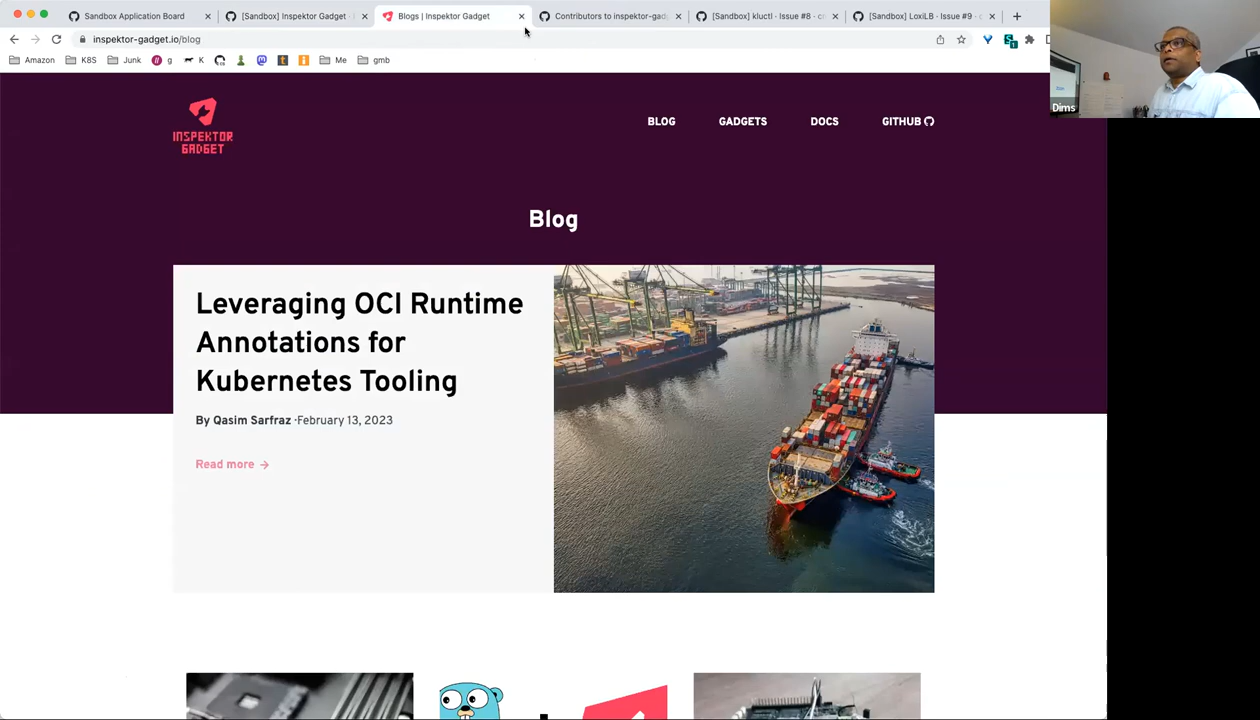 Sandbox Application Board
[Sandbox] Inspektor Gadget ·
Blogs | Inspektor Gadget
Contributors to inspektor-gad
[Sandbox] kluctl · Issue #8 · c
[Sandbox] LoxiLB · Issue #9 · c
inspektor-gadget.io/blog
Amazon
K8S
Junk
g
K
Me
gmb
Dims
INSPEKTOR
GADGET
BLOG
GADGETS
DOCS
GITHUB
Blog
Leveraging OCI Runtime
Annotations for
Kubernetes Tooling
By Qasim Sarfraz ·February 13, 2023
Read more →